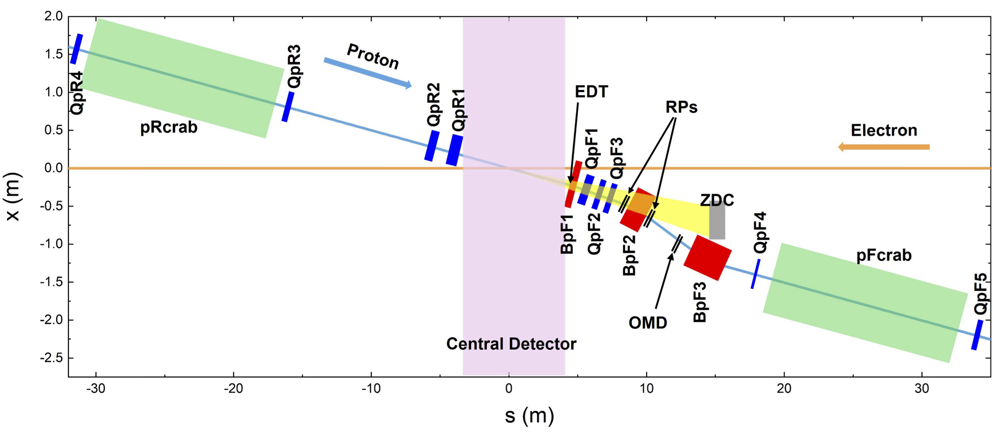 2.0
1.5
1.0
0.5
0.0
-0.5
-1.0
-1.5
-2.0
-2.5
x (m)
-30
-20
-10
0
10
20
30
s (m)
QpR4
pRcrab
QpR3
Proton
QpR2
QpR1
Central Detector
EDT
RPs
Electron
BpF1
QpF1
QpF2
QpF3
BpF2
ZDC
OMD
BpF3
QpF4
pFcrab
QpF5